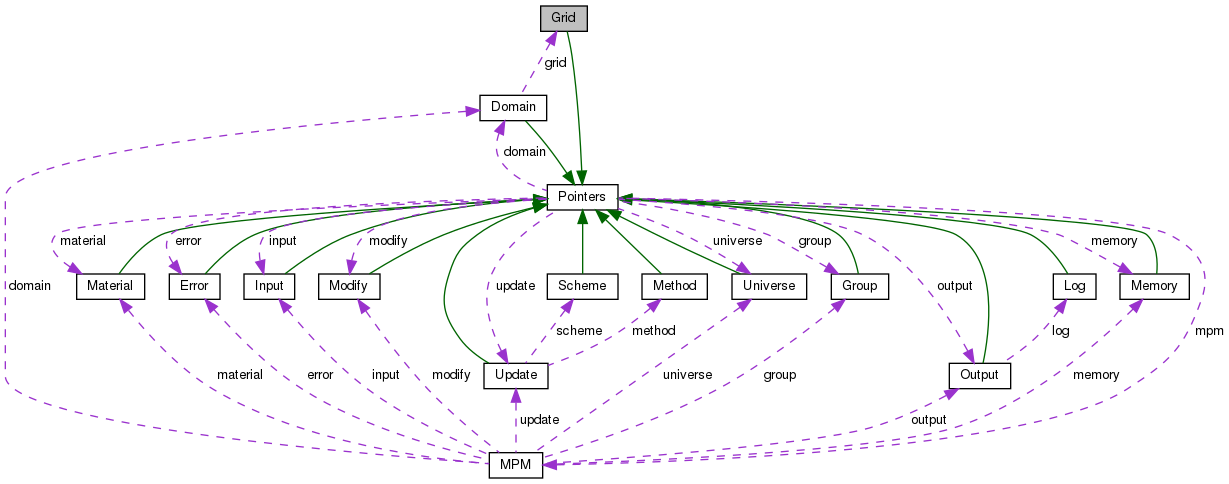 Grid
grid
Domain
domain
Pointers
material
error
input
modify
universe
group
memory
domain
Material
Error
Input
Modify
update
Scheme
Method
Universe
Group
output
Log
Memory
scheme
method
log
mpm
Update
Output
material
error
input
modify
universe
group
memory
update
output
MPM